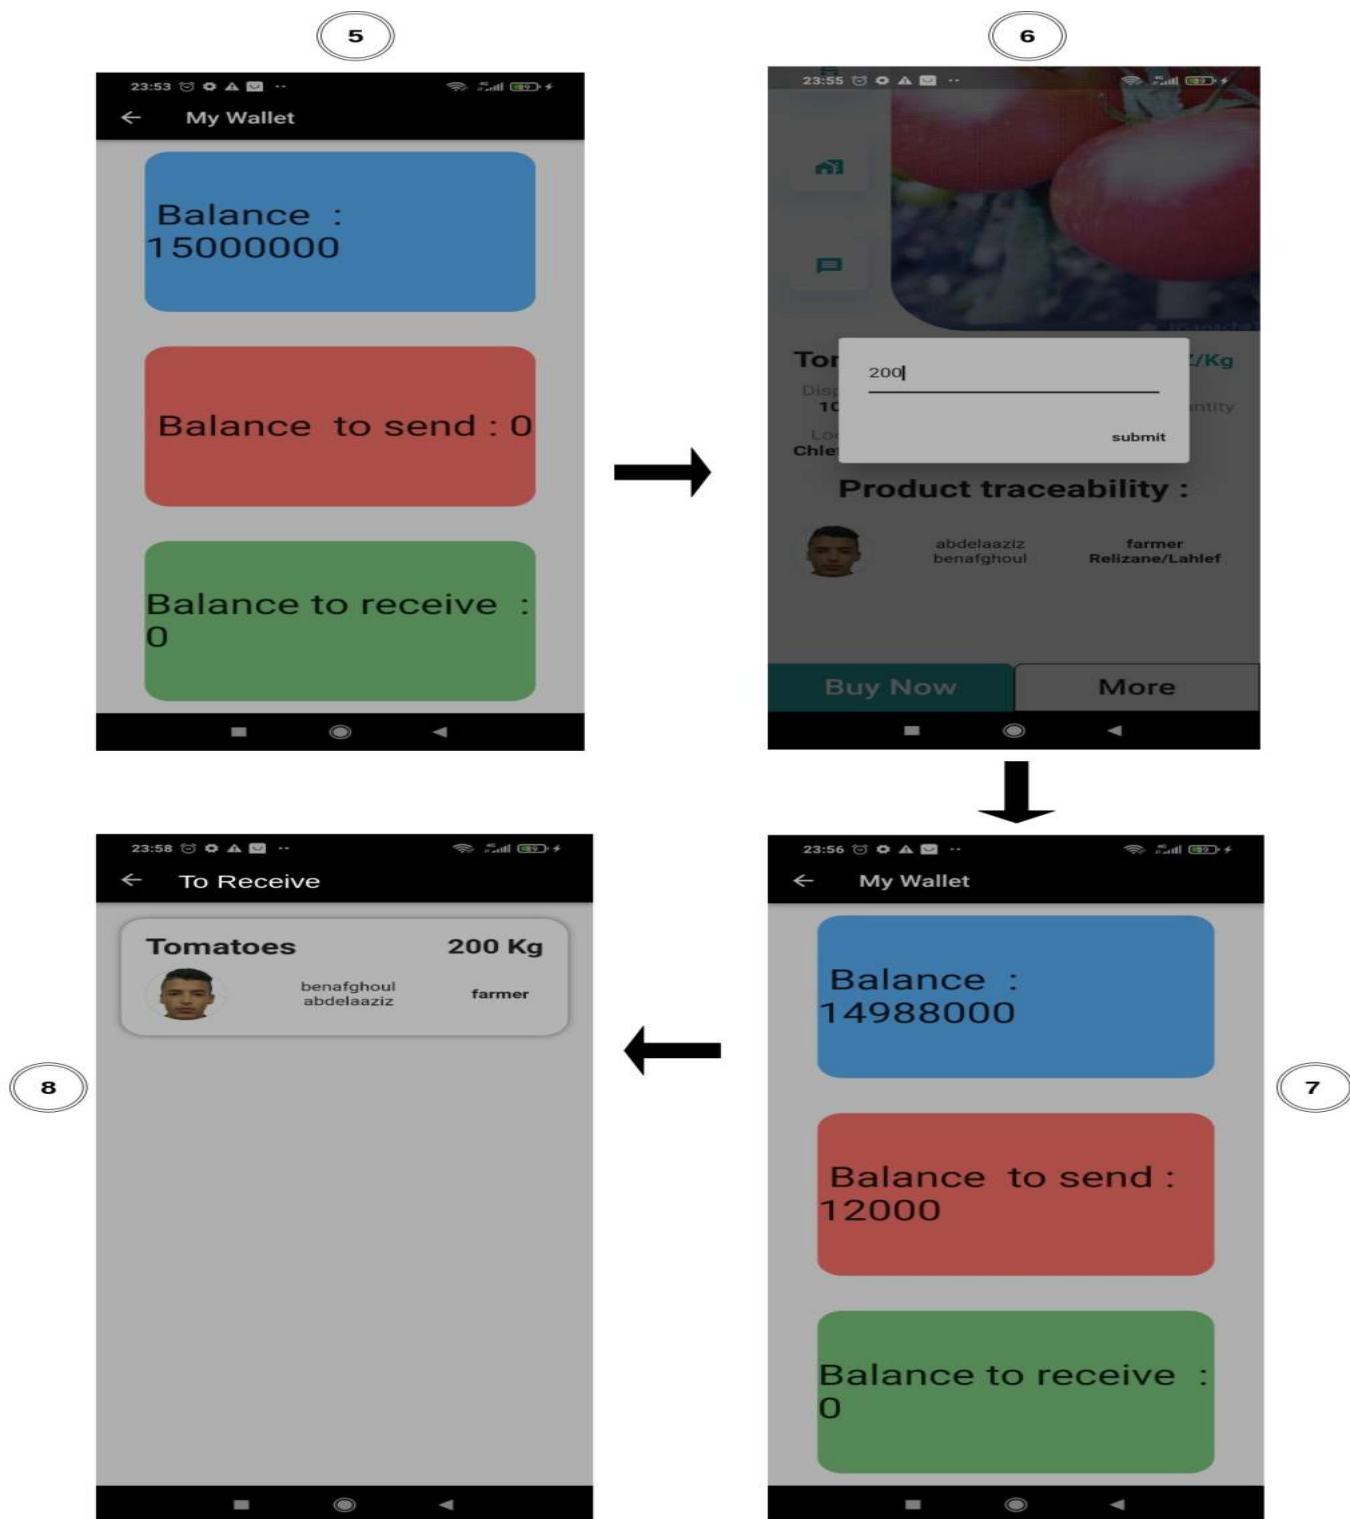 5
23:53
My Wallet
Balance :
15000000
Balance to send : 0
Balance to receive :
0
6
23:55
200
/Kg
submit
Product traceability :
abdelaaziz
benafghoul
farmer
Relizane/Lahlef
Buy Now
More
7
23:56
My Wallet
Balance :
14988000
Balance to send :
12000
Balance to receive :
0
8
23:58
To Receive
Tomatoes
200 Kg
benafghoul
abdelaaziz
farmer